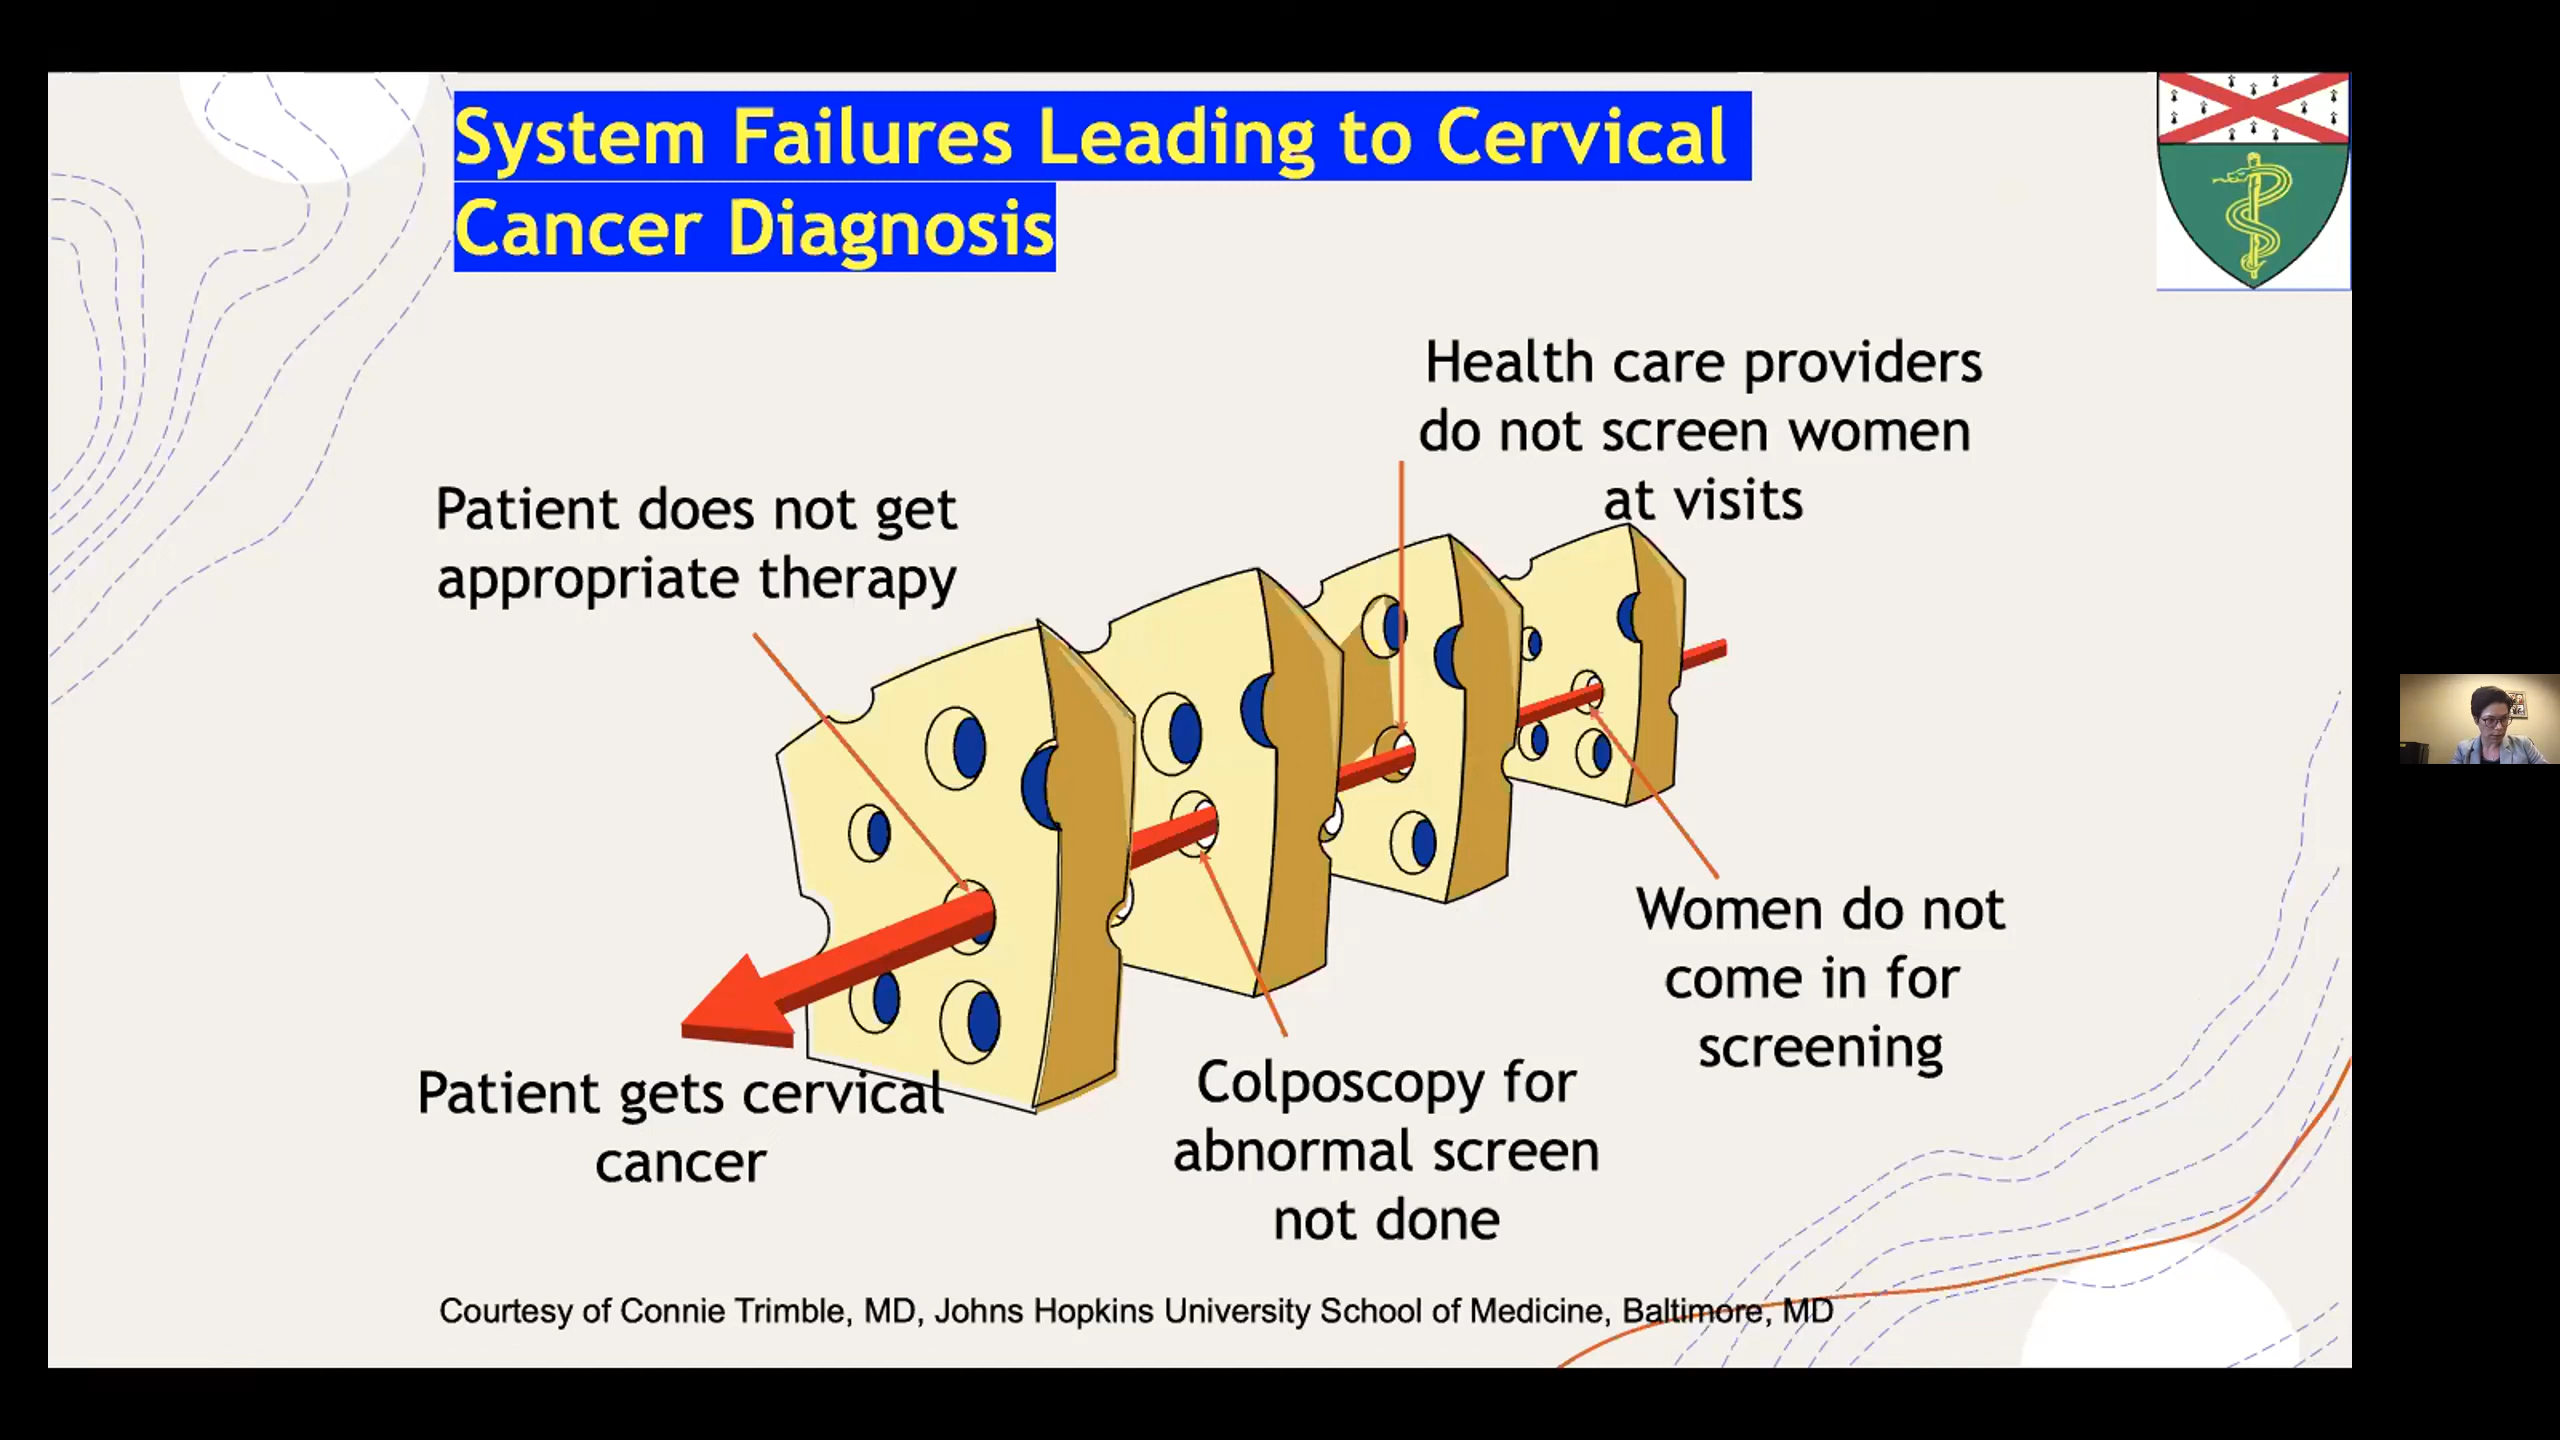 System Failures Leading to Cervical
Cancer Diagnosis
Health care providers
do not screen women
at visits
Patient does not get
appropriate therapy
Women do not
come in for
screening
Patient gets cervical
cancer
Colposcopy for
abnormal screen
not done
Courtesy of Connie Trimble, MD, Johns Hopkins University School of Medicine, Baltimore, MD